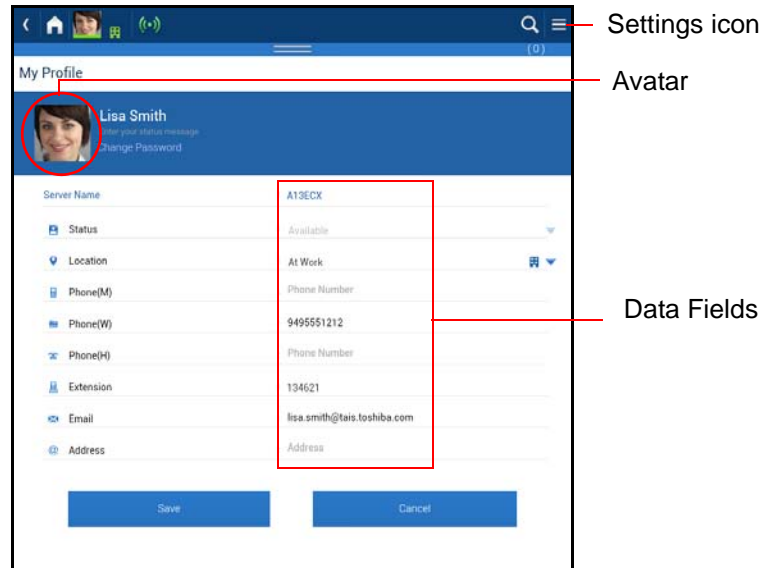 Settings icon
(0)
My Profile
Avatar
Lisa Smith
Enter your status message
Change Password
Server Name A13ECX
Status Available
Location At Work
Phone(M) Phone Number
Phone(W) 9495551212
Data Fields
Phone(H) Phone Number
Extension 134621
Email lisa.smith@tais.toshiba.com
Address Address
Save Cancel